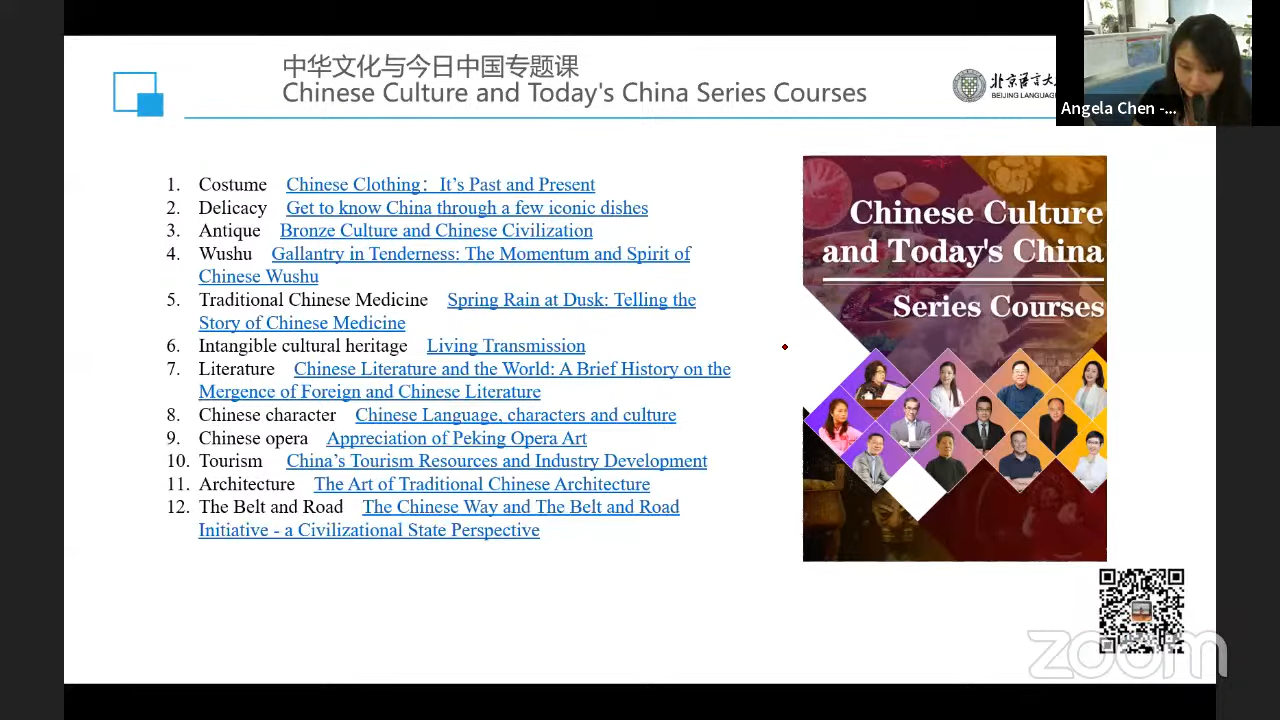 中华文化与今日中国专题课
Chinese Culture and Today's China Series Courses
北京语言大
BEIJING LANGUAGE
Angela Chen -...
1. Costume Chinese Clothing：It’s Past and Present
2. Delicacy Get to know China through a few iconic dishes
3. Antique Bronze Culture and Chinese Civilization
4. Wushu Gallantry in Tenderness: The Momentum and Spirit of
Chinese Wushu
5. Traditional Chinese Medicine Spring Rain at Dusk: Telling the
Story of Chinese Medicine
6. Intangible cultural heritage Living Transmission
7. Literature Chinese Literature and the World: A Brief History on the
Mergence of Foreign and Chinese Literature
8. Chinese character Chinese Language, characters and culture
9. Chinese opera Appreciation of Peking Opera Art
10. Tourism China’s Tourism Resources and Industry Development
11. Architecture The Art of Traditional Chinese Architecture
12. The Belt and Road The Chinese Way and The Belt and Road
Initiative - a Civilizational State Perspective
Chinese Culture
and Today's China
Series Courses
zoom